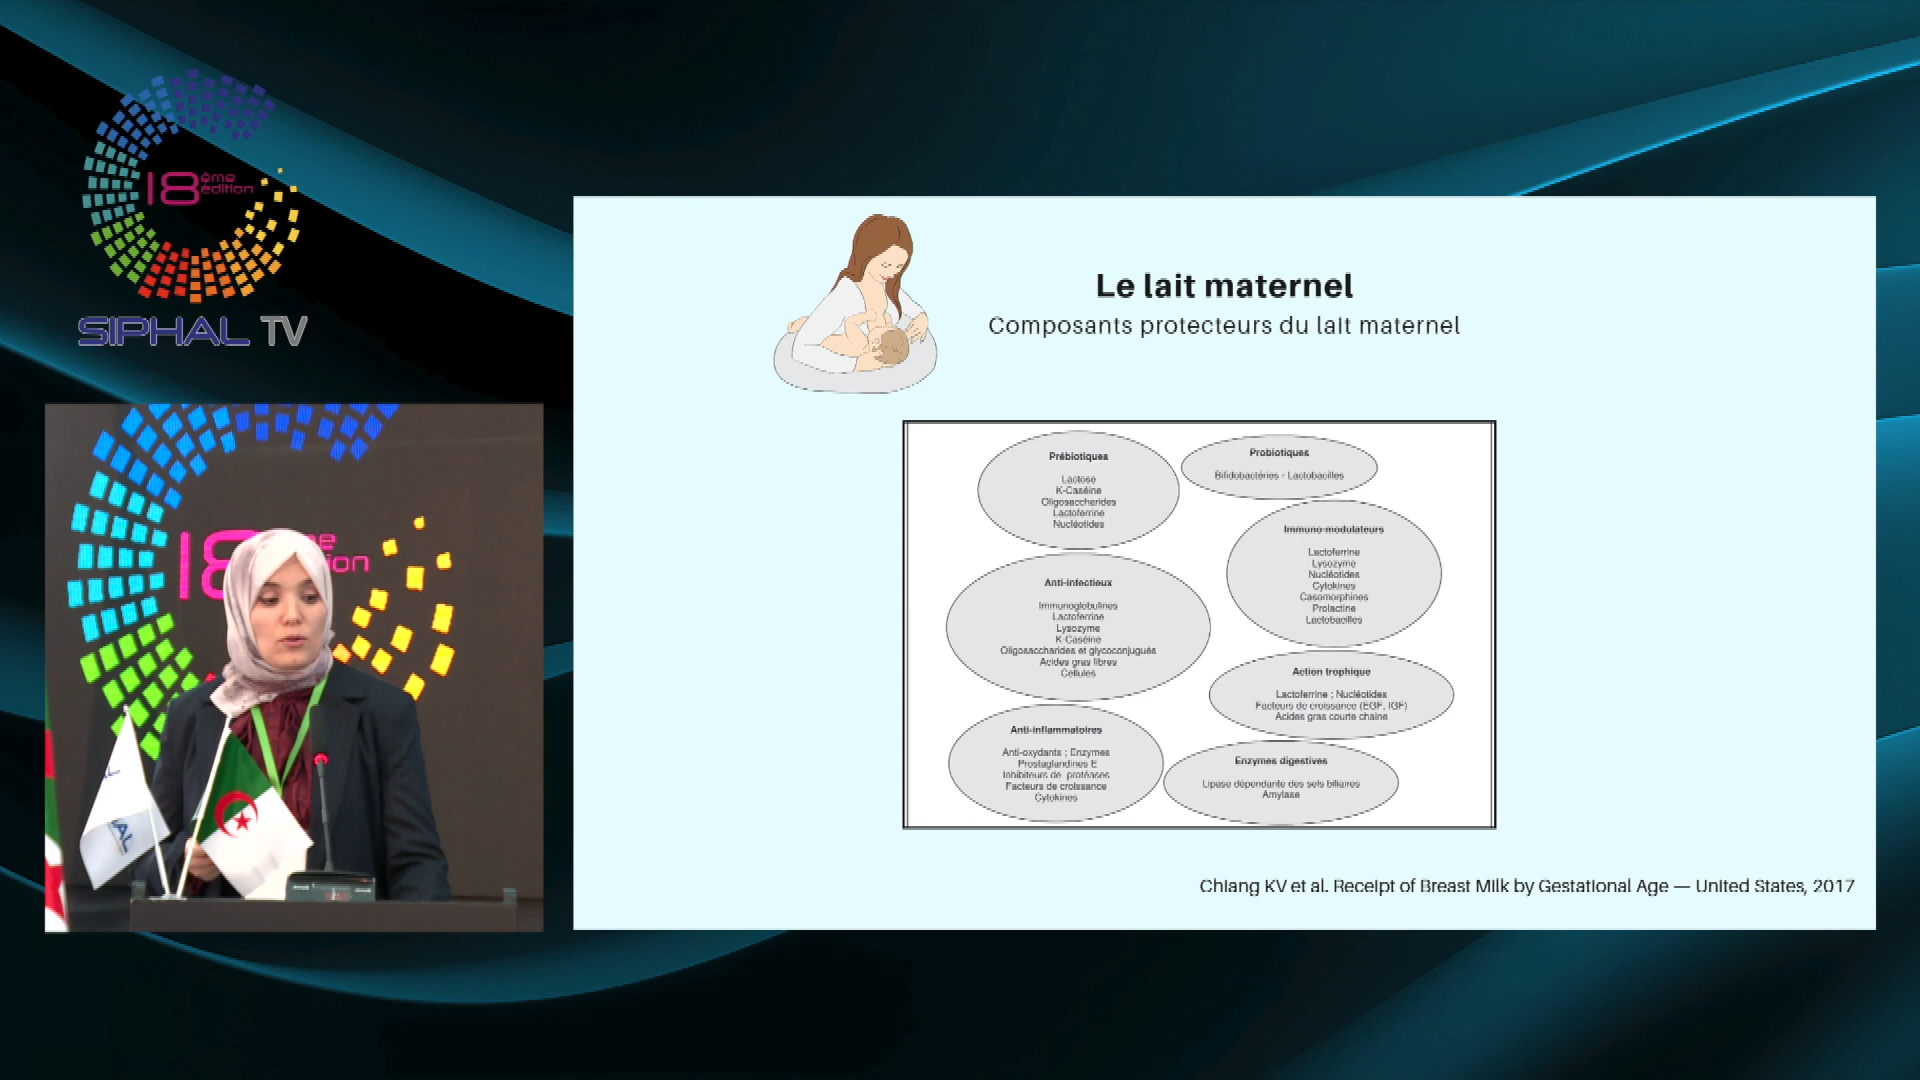 18 ème
édition
SIPHAL TV
18
Le lait maternel
Composants protecteurs du lait maternel
Prébiotiques
Lactose
K-Caséine
Oligosaccharides
Lactoferrine
Nucléotides
Probiotiques
Bifidobactéries - Lactobacilles
Immuno-modulateurs
Lactoferrine
Lysozyme
Nucléotides
Cytokines
Casomorphines
Prolactine
Lactobacilles
Anti-infectieux
Immunoglobulines
Lactoferrine
Lysozyme
K-Caséine
Oligosaccharides et glycoconjugués
Acides gras libres
Cellules
Action trophique
Lactoferrine ; Nucléotides
Facteurs de croissance (EGF, IGF)
Acides gras courte chaine
Anti-inflammatoires
Anti-oxydants ; Enzymes
Prostaglandines E
Inhibiteurs de protéases
Facteurs de croissance
Cytokines
Enzymes digestives
Lipase dépendante des sels biliaires
Amylase
Chiang KV et al. Receipt of Breast Milk by Gestational Age — United States, 2017